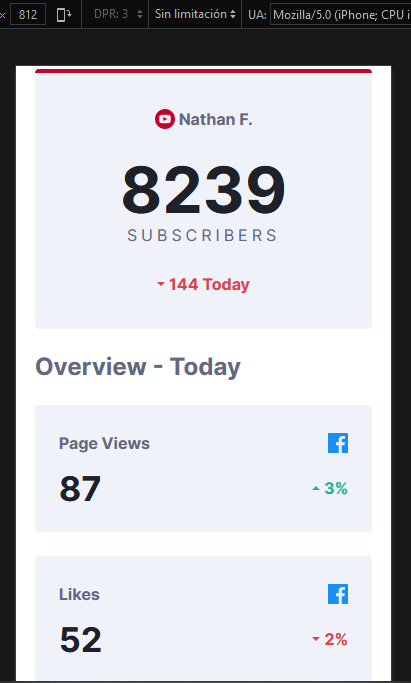 × 812 DPR: 3 Sin limitación UA: Mozilla/5.0 (iPhone; CPU i
Nathan F.
8239
SUBSCRIBERS
144 Today
Overview - Today
Page Views
87
3%
Likes
52
2%